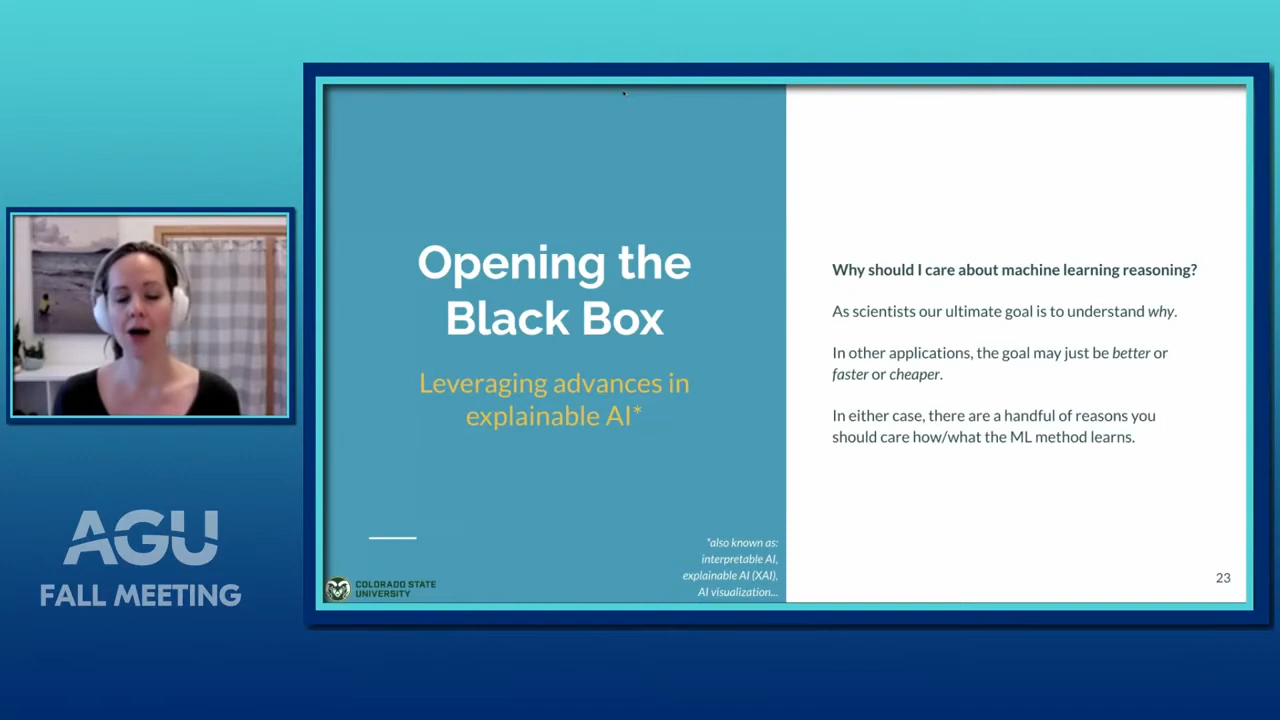 Opening the
Black Box
Leveraging advances in
explainable AI*
*also known as:
interpretable AI,
explainable AI (XAI),
AI visualization...
COLORADO STATE
UNIVERSITY
Why should I care about machine learning reasoning?
As scientists our ultimate goal is to understand why.
In other applications, the goal may just be better or
faster or cheaper.
In either case, there are a handful of reasons you
should care how/what the ML method learns.
23
AGU
FALL MEETING